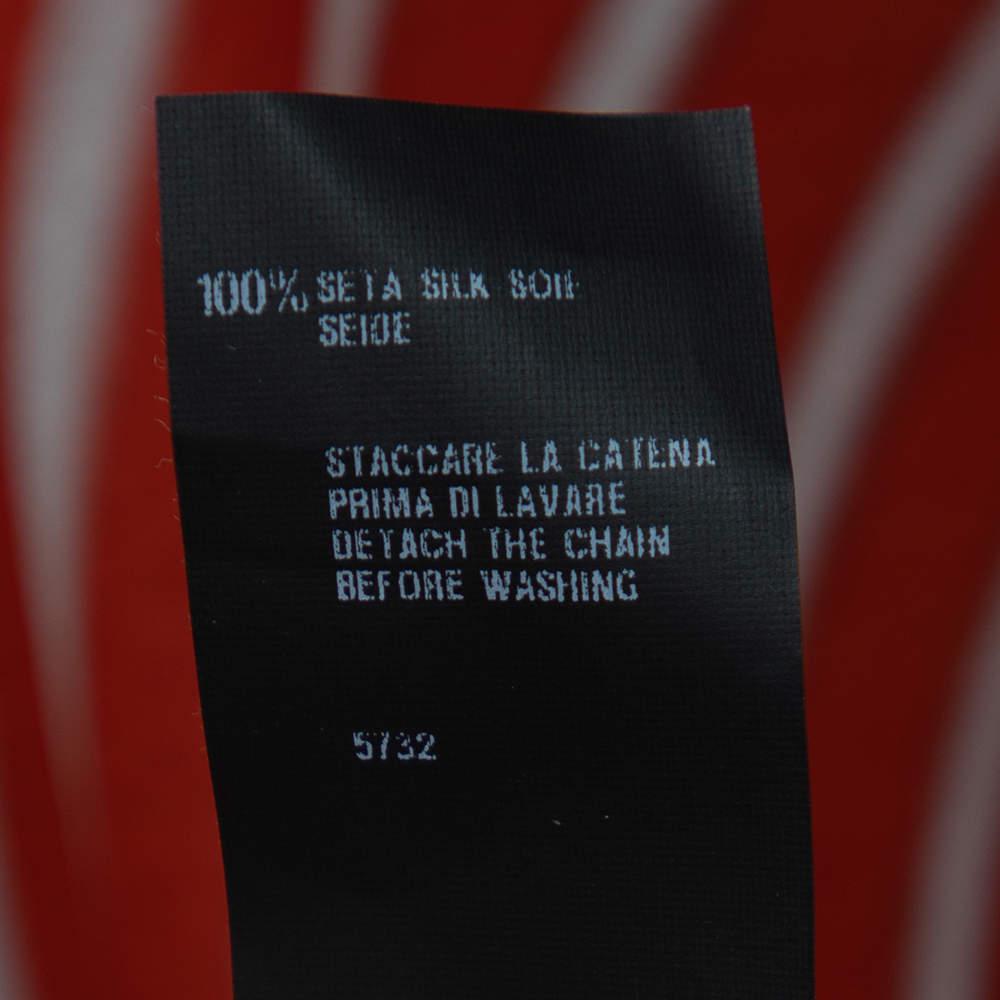 100% SETA SILK SOIE
SEIDE
STACCARE LA CATENA
PRIMA DI LAVARE
DETACH THE CHAIN
BEFORE WASHING
5732